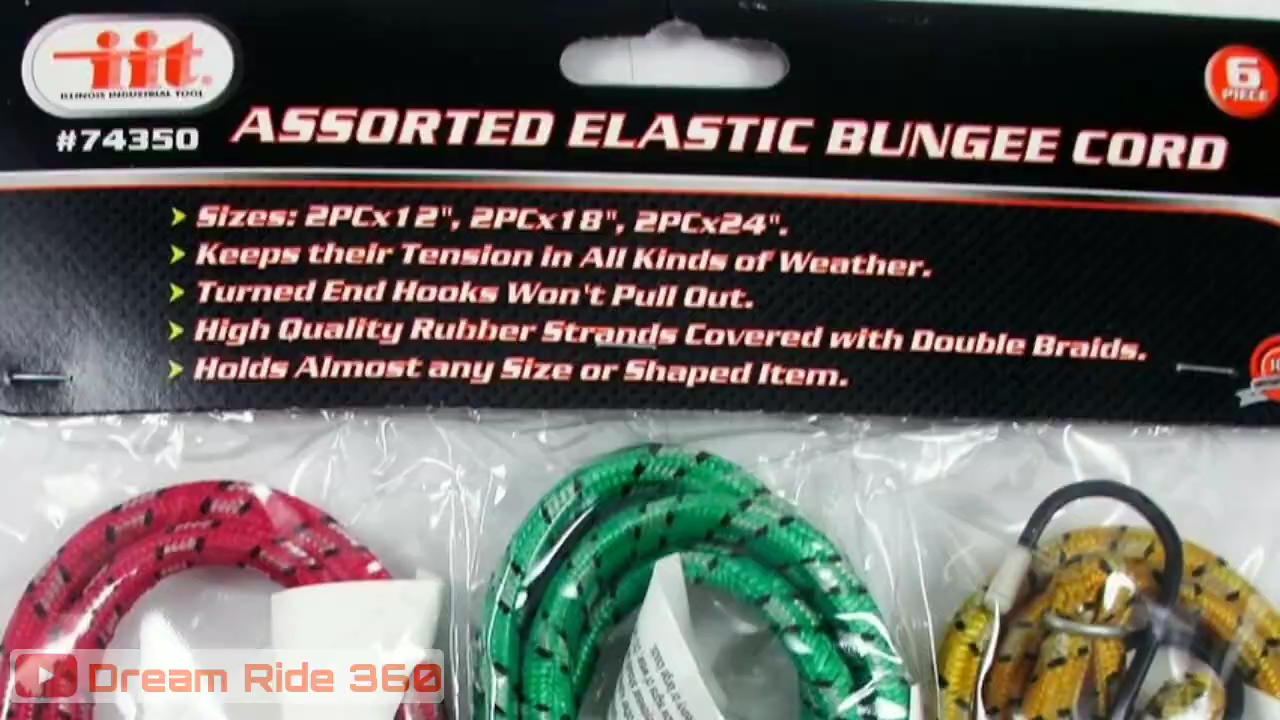 iit
ILLINOIS INDUSTRIAL TOOL
#74350
6
PIECE
ASSORTED ELASTIC BUNGEE CORD
Sizes: 2PCx12", 2PCx18", 2PCx24".
Keeps their Tension In All Kinds of Weather.
Turned End Hooks Won't Pull Out.
High Quality Rubber Strands Covered with Double Braids.
Holds Almost any Size or Shaped Item.
Dream Ride 360